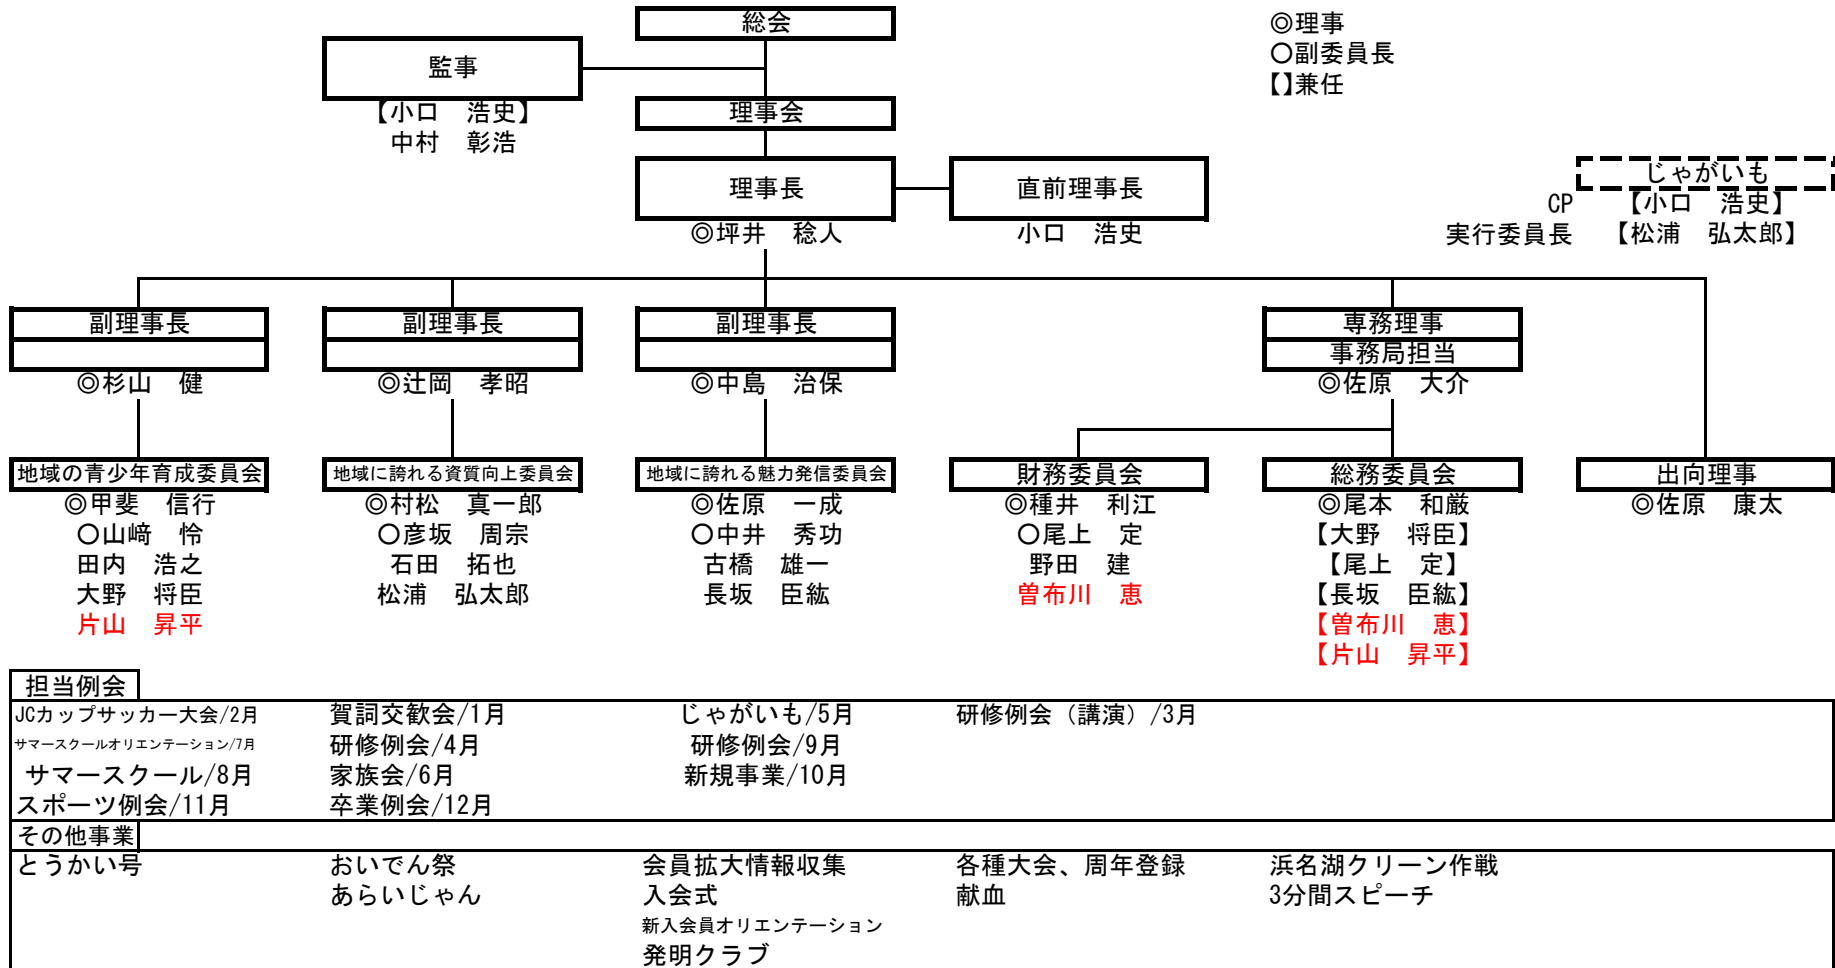 総会
◎理事
〇副委員長
【】兼任
監事
【小口　浩史】
中村　彰浩
理事会
理事長
◎坪井　稔人
直前理事長
小口　浩史
じゃがいも
CP　【小口　浩史】
実行委員長　【松浦　弘太郎】
副理事長
◎杉山　健
副理事長
◎辻岡　孝昭
副理事長
◎中島　治保
専務理事
事務局担当
◎佐原　大介
地域の青少年育成委員会
◎甲斐　信行
〇山﨑　怜
田内　浩之
大野　将臣
片山　昇平
地域に誇れる資質向上委員会
◎村松　真一郎
〇彦坂　周宗
石田　拓也
松浦　弘太郎
地域に誇れる魅力発信委員会
◎佐原　一成
〇中井　秀功
古橋　雄一
長坂　臣紘
財務委員会
◎種井　利江
〇尾上　定
野田　建
曽布川　恵
総務委員会
◎尾本　和厳
【大野　将臣】
【尾上　定】
【長坂　臣紘】
【曽布川　恵】
【片山　昇平】
出向理事
◎佐原　康太
担当例会
JCカップサッカー大会/2月
サマースクールオリエンテーション/7月
サマースクール/8月
スポーツ例会/11月
賀詞交歓会/1月
研修例会/4月
家族会/6月
卒業例会/12月
じゃがいも/5月
研修例会/9月
新規事業/10月
研修例会（講演）/3月
その他事業
とうかい号
おいでん祭
あらいじゃん
会員拡大情報収集
入会式
新入会員オリエンテーション
発明クラブ
各種大会、周年登録
献血
浜名湖クリーン作戦
3分間スピーチ